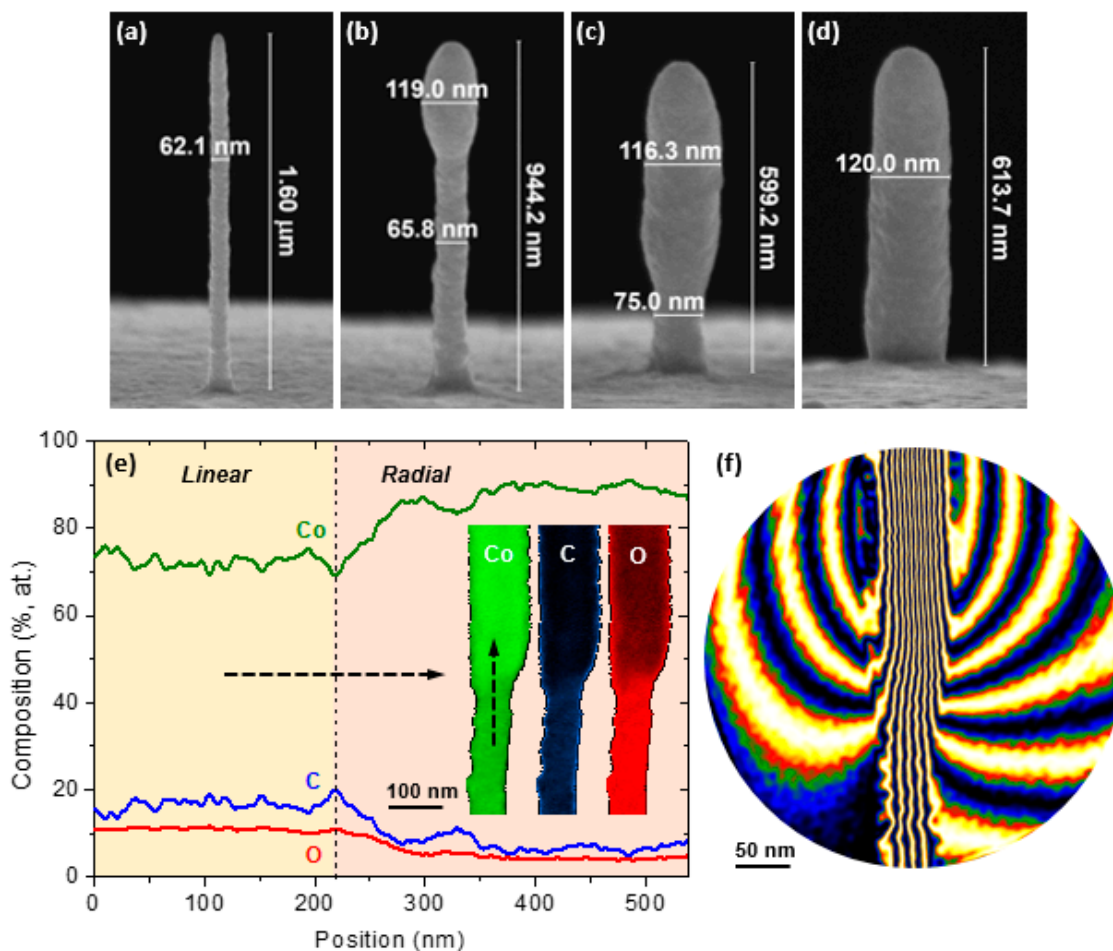 (a)
62.1 nm
1.60 μm
(b)
119.0 nm
65.8 nm
944.2 nm
(c)
116.3 nm
75.0 nm
599.2 nm
(d)
120.0 nm
613.7 nm
(e)
Linear
Radial
Co
C
O
Co
C
O
100 nm
100
80
60
40
20
0
Composition (%, at.)
0
100
200
300
400
500
Position (nm)
(f)
50 nm